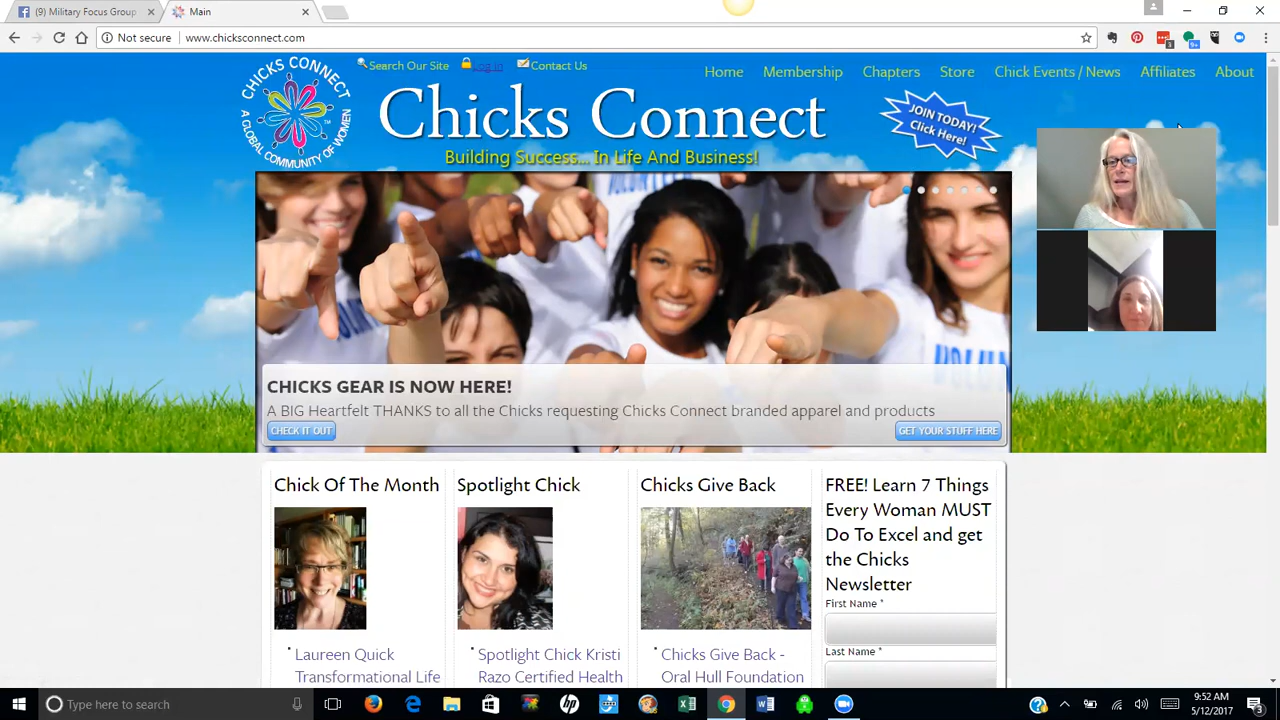 (9) Military Focus Group
Main
Not secure
www.chicksconnect.com
3
9+
CHICKS CONNECT
A GLOBAL COMMUNITY OF WOMEN
TM
Search Our Site
Log in
Contact Us
Home
Membership
Chapters
Store
Chick Events / News
Affiliates
About
Chicks Connect
Building Success... In Life And Business!
JOIN TODAY!
Click Here!
CHICKS GEAR IS NOW HERE!
A BIG Heartfelt THANKS to all the Chicks requesting Chicks Connect branded apparel and products
CHECK IT OUT
GET YOUR STUFF HERE
Chick Of The Month
Laureen Quick
Transformational Life
Spotlight Chick
Spotlight Chick Kristi
Razo Certified Health
Chicks Give Back
Chicks Give Back -
Oral Hull Foundation
FREE! Learn 7 Things
Every Woman MUST
Do To Excel and get
the Chicks
Newsletter
First Name *
Last Name *
Type here to search
9:52 AM
5/12/2017
3